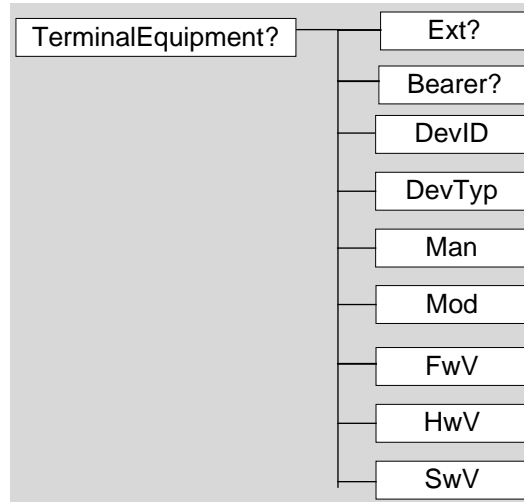 TerminalEquipment?
Ext?
Bearer?
DevID
DevTyp
Man
Mod
FwV
HwV
SwV